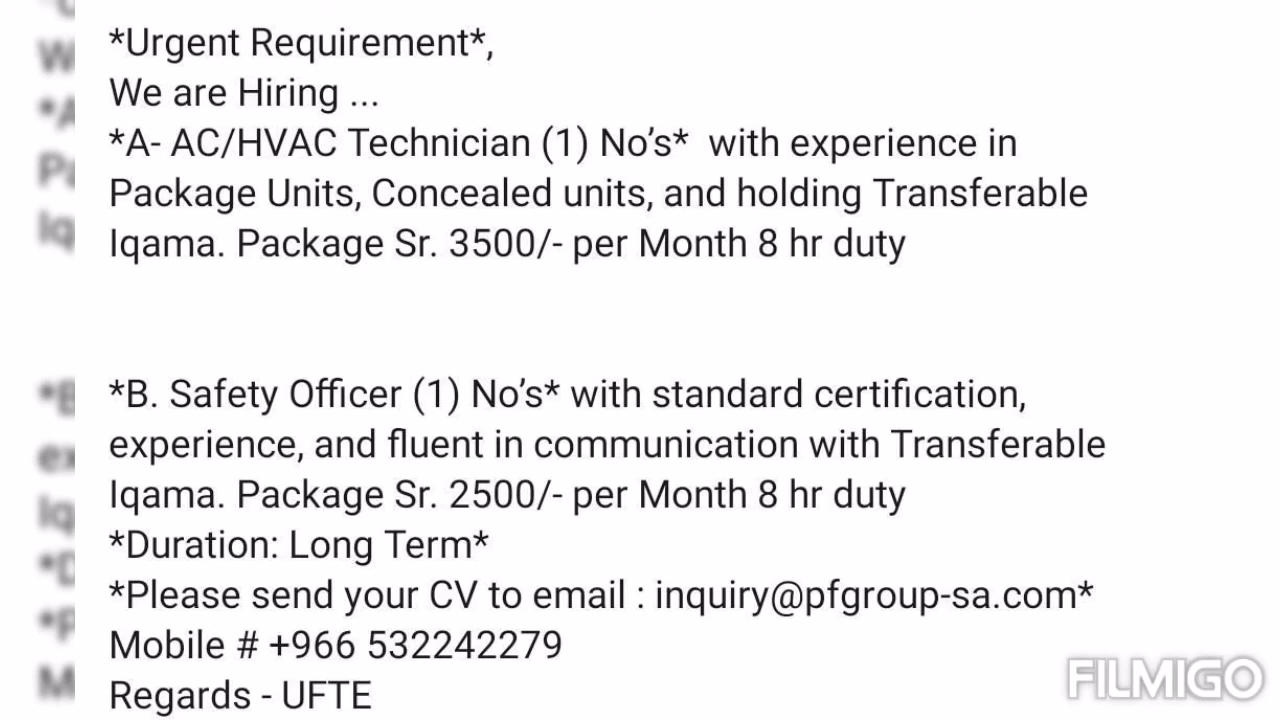 *Urgent Requirement*,
We are Hiring ...
*A- AC/HVAC Technician (1) No’s*  with experience in
Package Units, Concealed units, and holding Transferable
Iqama. Package Sr. 3500/- per Month 8 hr duty
*B. Safety Officer (1) No’s* with standard certification,
experience, and fluent in communication with Transferable
Iqama. Package Sr. 2500/- per Month 8 hr duty
*Duration: Long Term*
*Please send your CV to email : inquiry@pfgroup-sa.com*
Mobile # +966 532242279
Regards - UFTE
FILMIGO